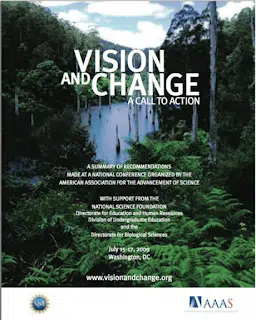 VISION
AND CHANGE
A CALL TO ACTION
A SUMMARY OF RECOMMENDATIONS
MADE AT A NATIONAL CONFERENCE ORGANIZED BY THE
AMERICAN ASSOCIATION FOR THE ADVANCEMENT OF SCIENCE
WITH SUPPORT FROM THE
NATIONAL SCIENCE FOUNDATION
Directorate for Education and Human Resources
Division of Undergraduate Education
and the
Directorate for Biological Sciences
July 15-17, 2009
Washington, DC
www.visionandchange.org
AAAS